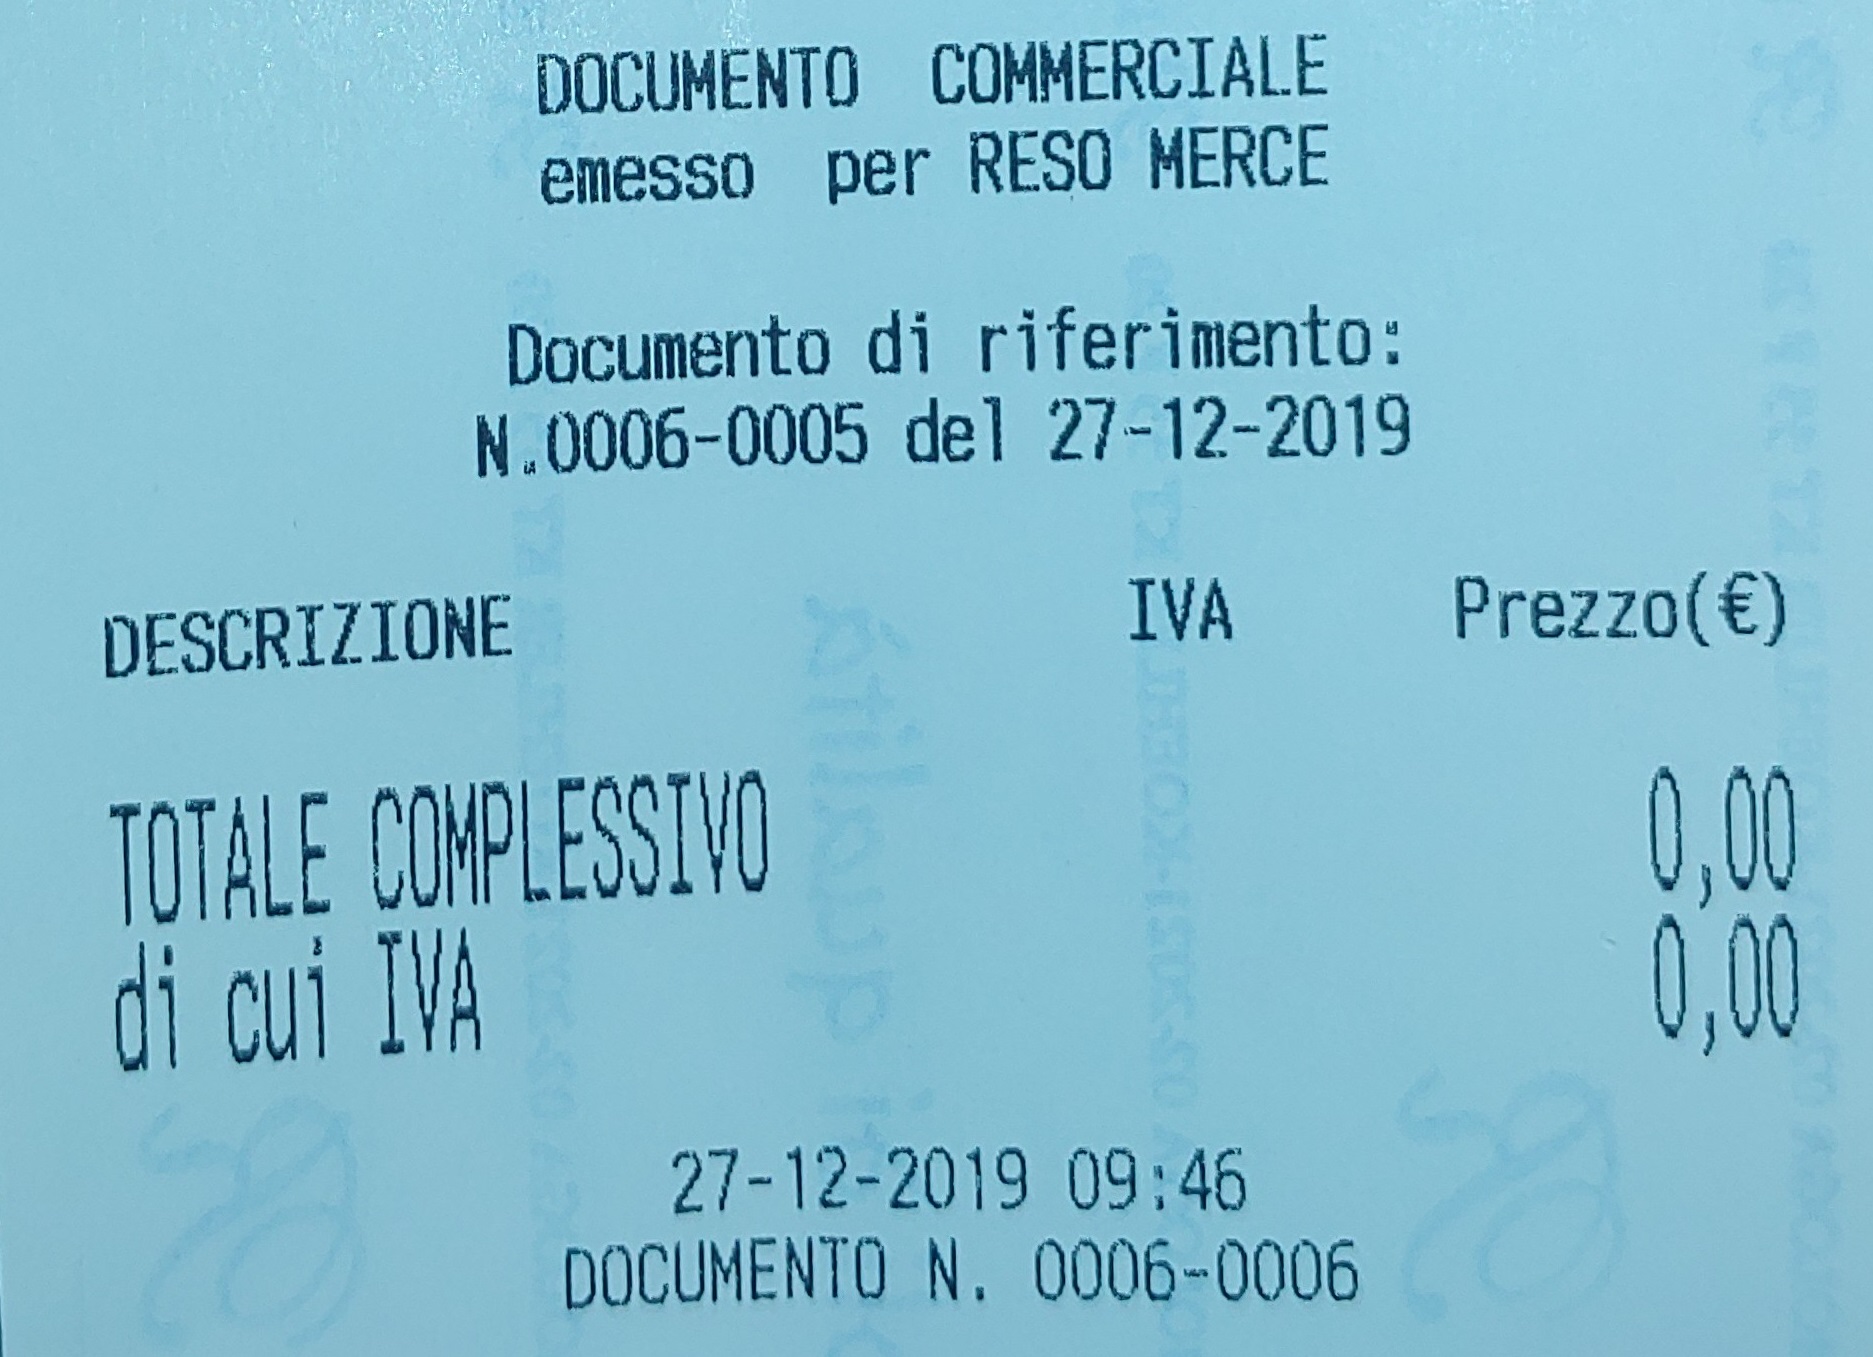 DOCUMENTO COMMERCIALE
emesso per RESO MERCE
Documento di riferimento:
N.0006-0005 del 27-12-2019
DESCRIZIONE IVA Prezzo(€)
TOTALE COMPLESSIVO 0,00
di cui IVA 0,00
27-12-2019 09:46
DOCUMENTO N. 0006-0006